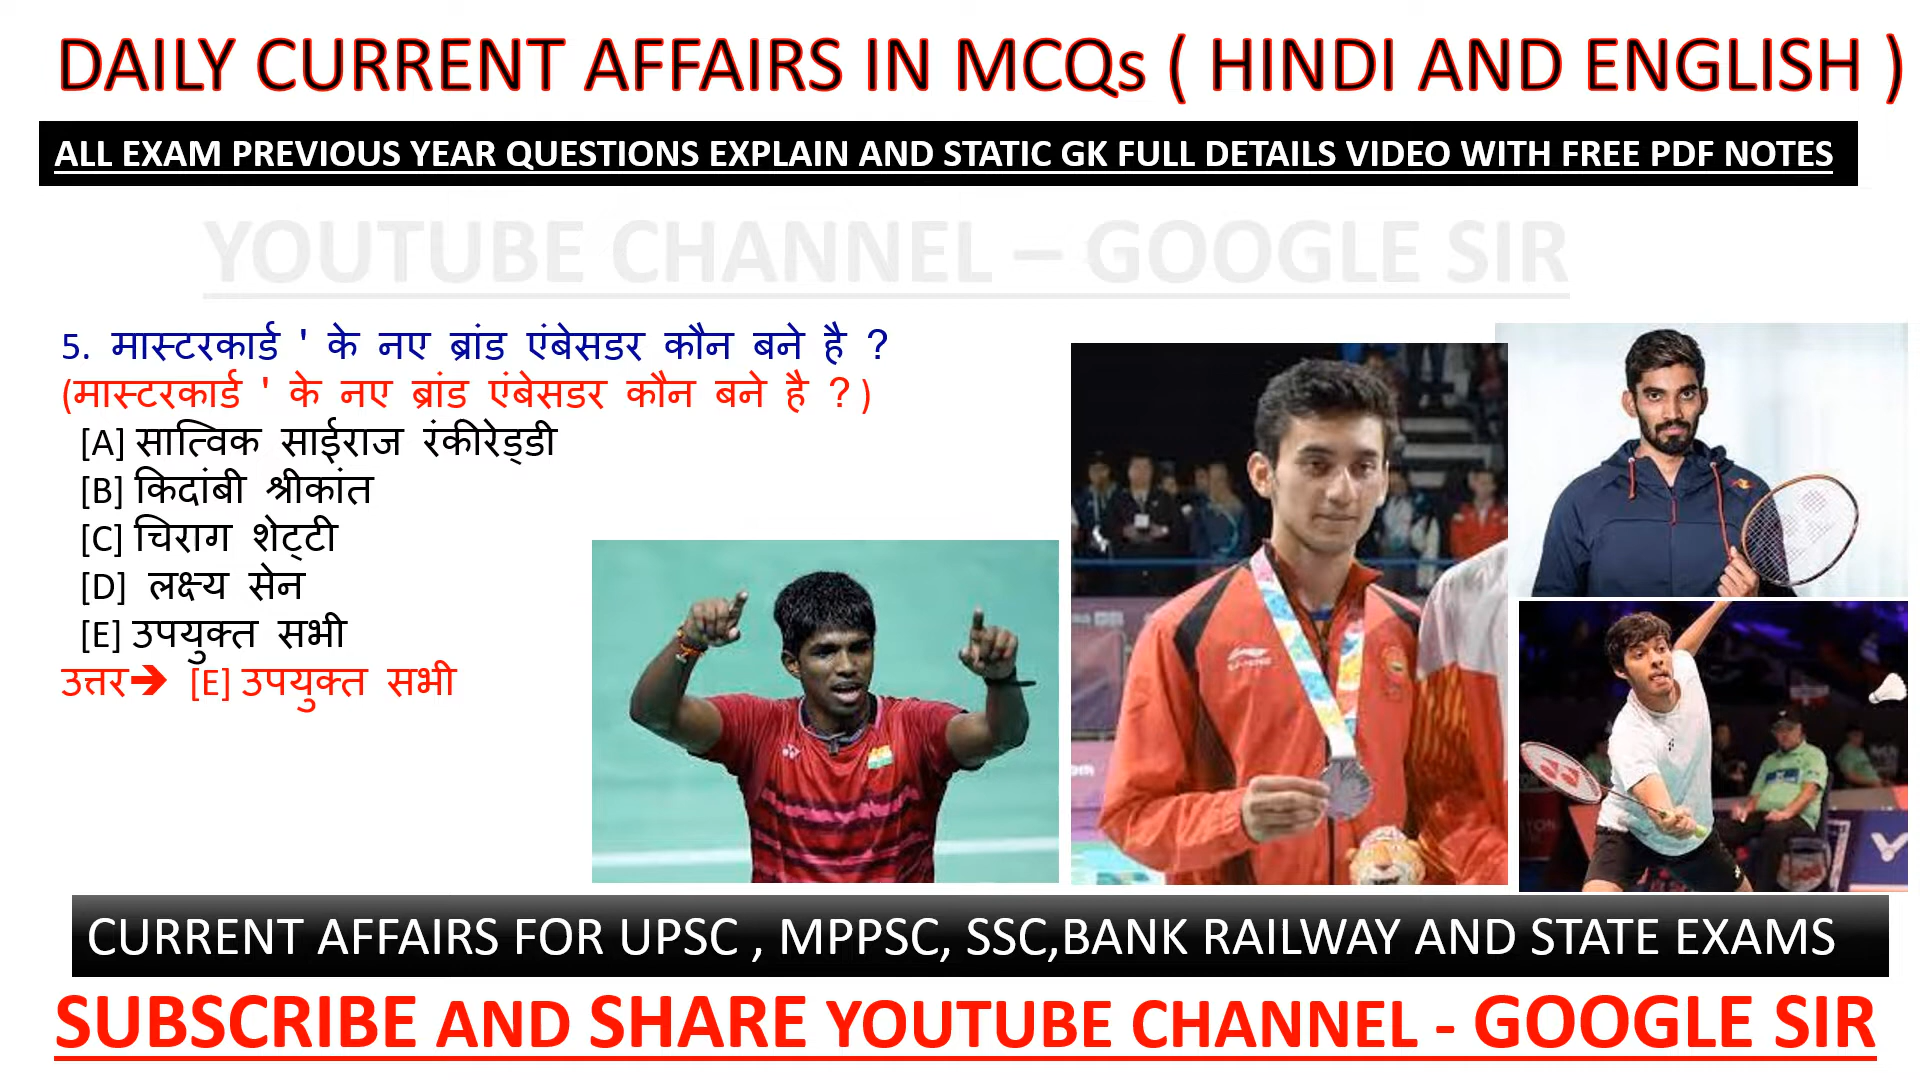 DAILY CURRENT AFFAIRS IN MCQs ( HINDI AND ENGLISH )
ALL EXAM PREVIOUS YEAR QUESTIONS EXPLAIN AND STATIC GK FULL DETAILS VIDEO WITH FREE PDF NOTES
YOUTUBE CHANNEL – GOOGLE SIR
5. मास्टरकार्ड ' के नए ब्रांड एंबेसडर कौन बने है ?
(मास्टरकार्ड ' के नए ब्रांड एंबेसडर कौन बने है ? )
[A] सात्विक साईराज रंकीरेड्डी
[B] किदांबी श्रीकांत
[C] चिराग शेट्टी
[D] लक्ष्य सेन
[E] उपयुक्त सभी
उत्तर➔ [E] उपयुक्त सभी
CURRENT AFFAIRS FOR UPSC , MPPSC, SSC,BANK RAILWAY AND STATE EXAMS
SUBSCRIBE AND SHARE YOUTUBE CHANNEL - GOOGLE SIR